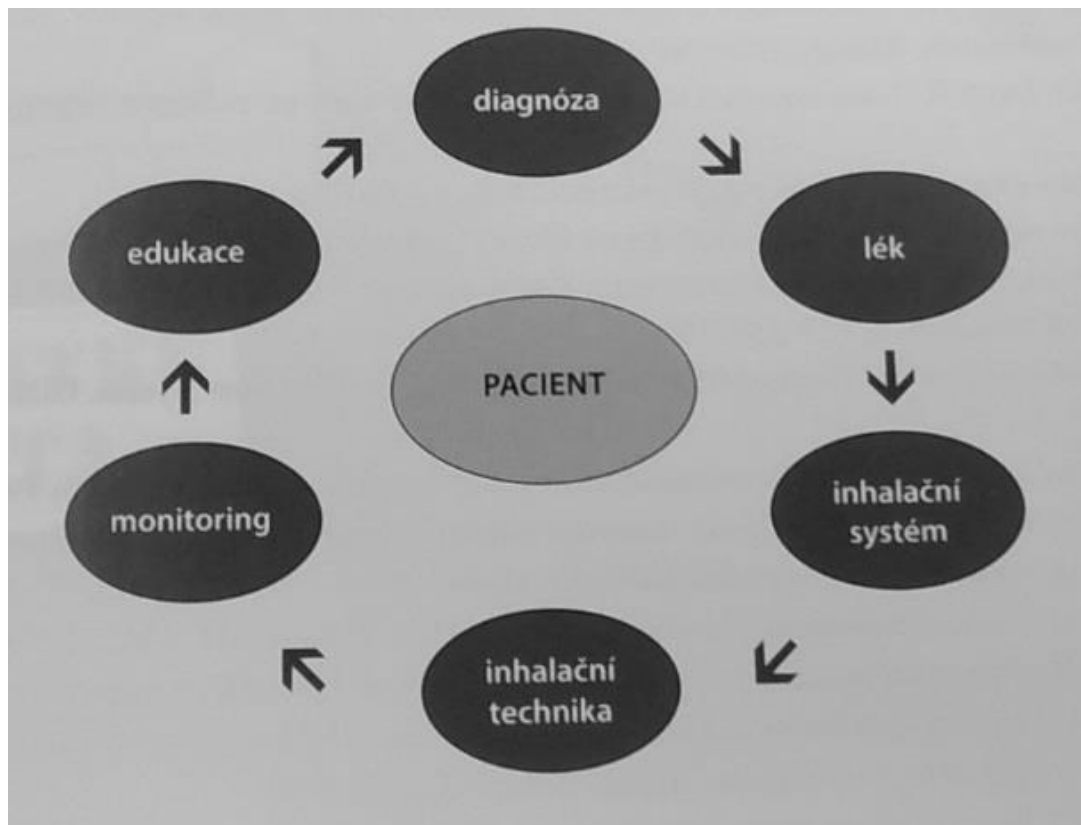 diagnóza
lék
inhalační
systém
inhalační
technika
monitoring
edukace
PACIENT